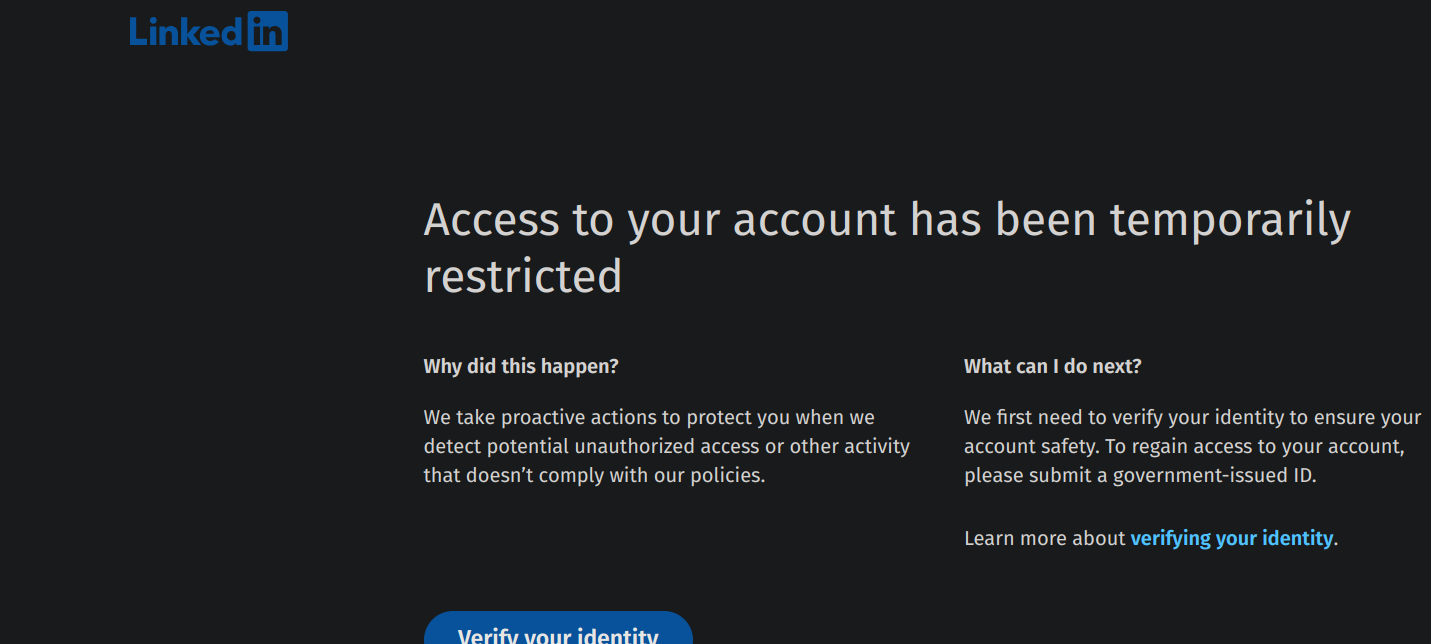 Linkedin
Access to your account has been temporarily
restricted
Why did this happen?
We take proactive actions to protect you when we
detect potential unauthorized access or other activity
that doesn’t comply with our policies.
What can I do next?
We first need to verify your identity to ensure your
account safety. To regain access to your account,
please submit a government-issued ID.
Learn more about verifying your identity.
Verify your identity